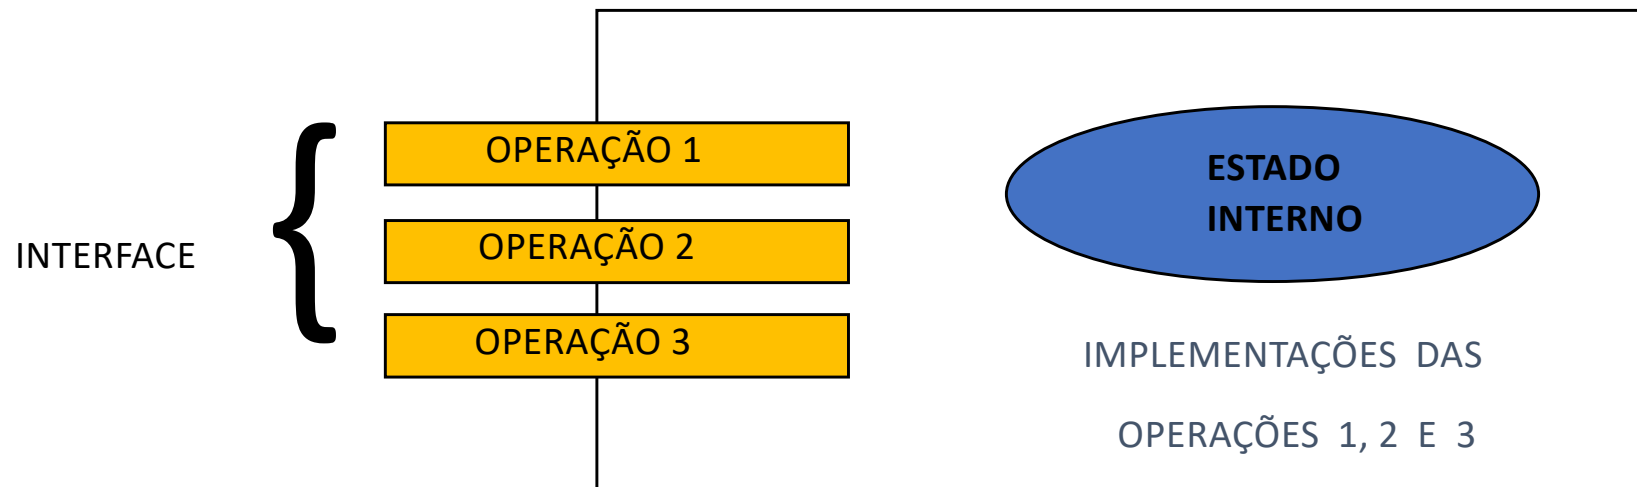 INTERFACE
{
OPERAÇÃO 1
OPERAÇÃO 2
OPERAÇÃO 3
ESTADO
INTERNO
IMPLEMENTAÇÕES DAS
OPERAÇÕES 1, 2 E 3